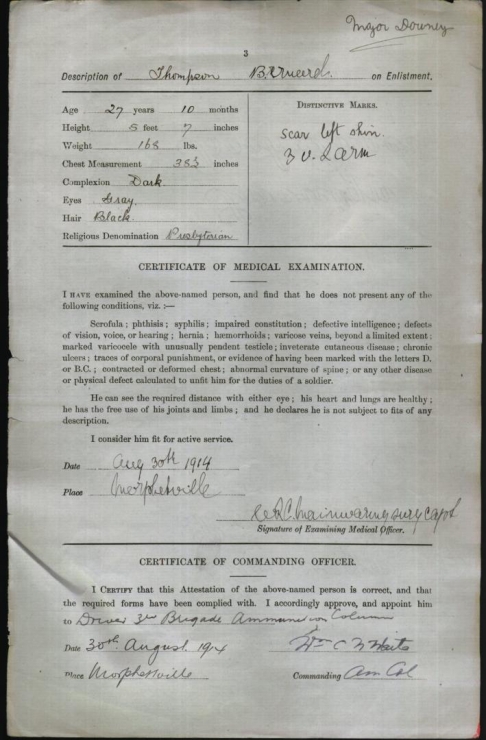 Major Downey
3
Description of Thompson Bernard on Enlistment.
Age 27 years 10 months
Height 5 feet 7 inches
Weight 168 lbs.
Chest Measurement inches
Complexion Dark
Eyes Gray
Hair Black
Religious Denomination Presbyterian
DISTINCTIVE MARKS.
Scar left shin.
3 v. L arm
CERTIFICATE OF MEDICAL EXAMINATION.
I HAVE examined the above-named person, and find that he does not present any of the
following conditions, viz. :—
Scrofula ; phthisis ; syphilis ; impaired constitution ; defective intelligence ; defects
of vision, voice, or hearing ; hernia ; hæmorrhoids ; varicose veins, beyond a limited extent ;
marked varicocele with unusually pendent testicle ; inveterate cutaneous disease ; chronic
ulcers ; traces of corporal punishment, or evidence of having been marked with the letters D.
or B.C. ; contracted or deformed chest ; abnormal curvature of spine ; or any other disease
or physical defect calculated to unfit him for the duties of a soldier.
He can see the required distance with either eye ; his heart and lungs are healthy ;
he has the free use of his joints and limbs ; and he declares he is not subject to fits of any
description.
I consider him fit for active service.
Date Aug 30th 1914
Place Morphetville
Mainwaring Surg Capt
Signature of Examining Medical Officer.
CERTIFICATE OF COMMANDING OFFICER.
I CERTIFY that this Attestation of the above-named person is correct, and that
the required forms have been complied with. I accordingly approve, and appoint him
to Driver 3rd Brigade Ammunition Column
Date 30th August 1914
Place Morphettville
Commanding Am Col